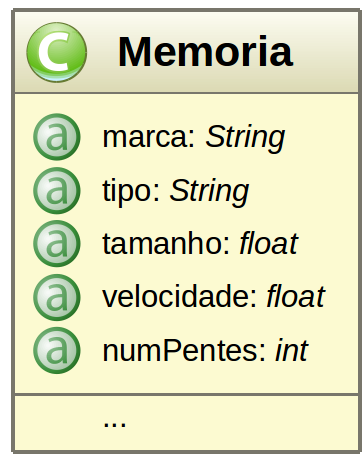 C Memoria
a marca: String
a tipo: String
a tamanho: float
a velocidade: float
a numPentes: int
...